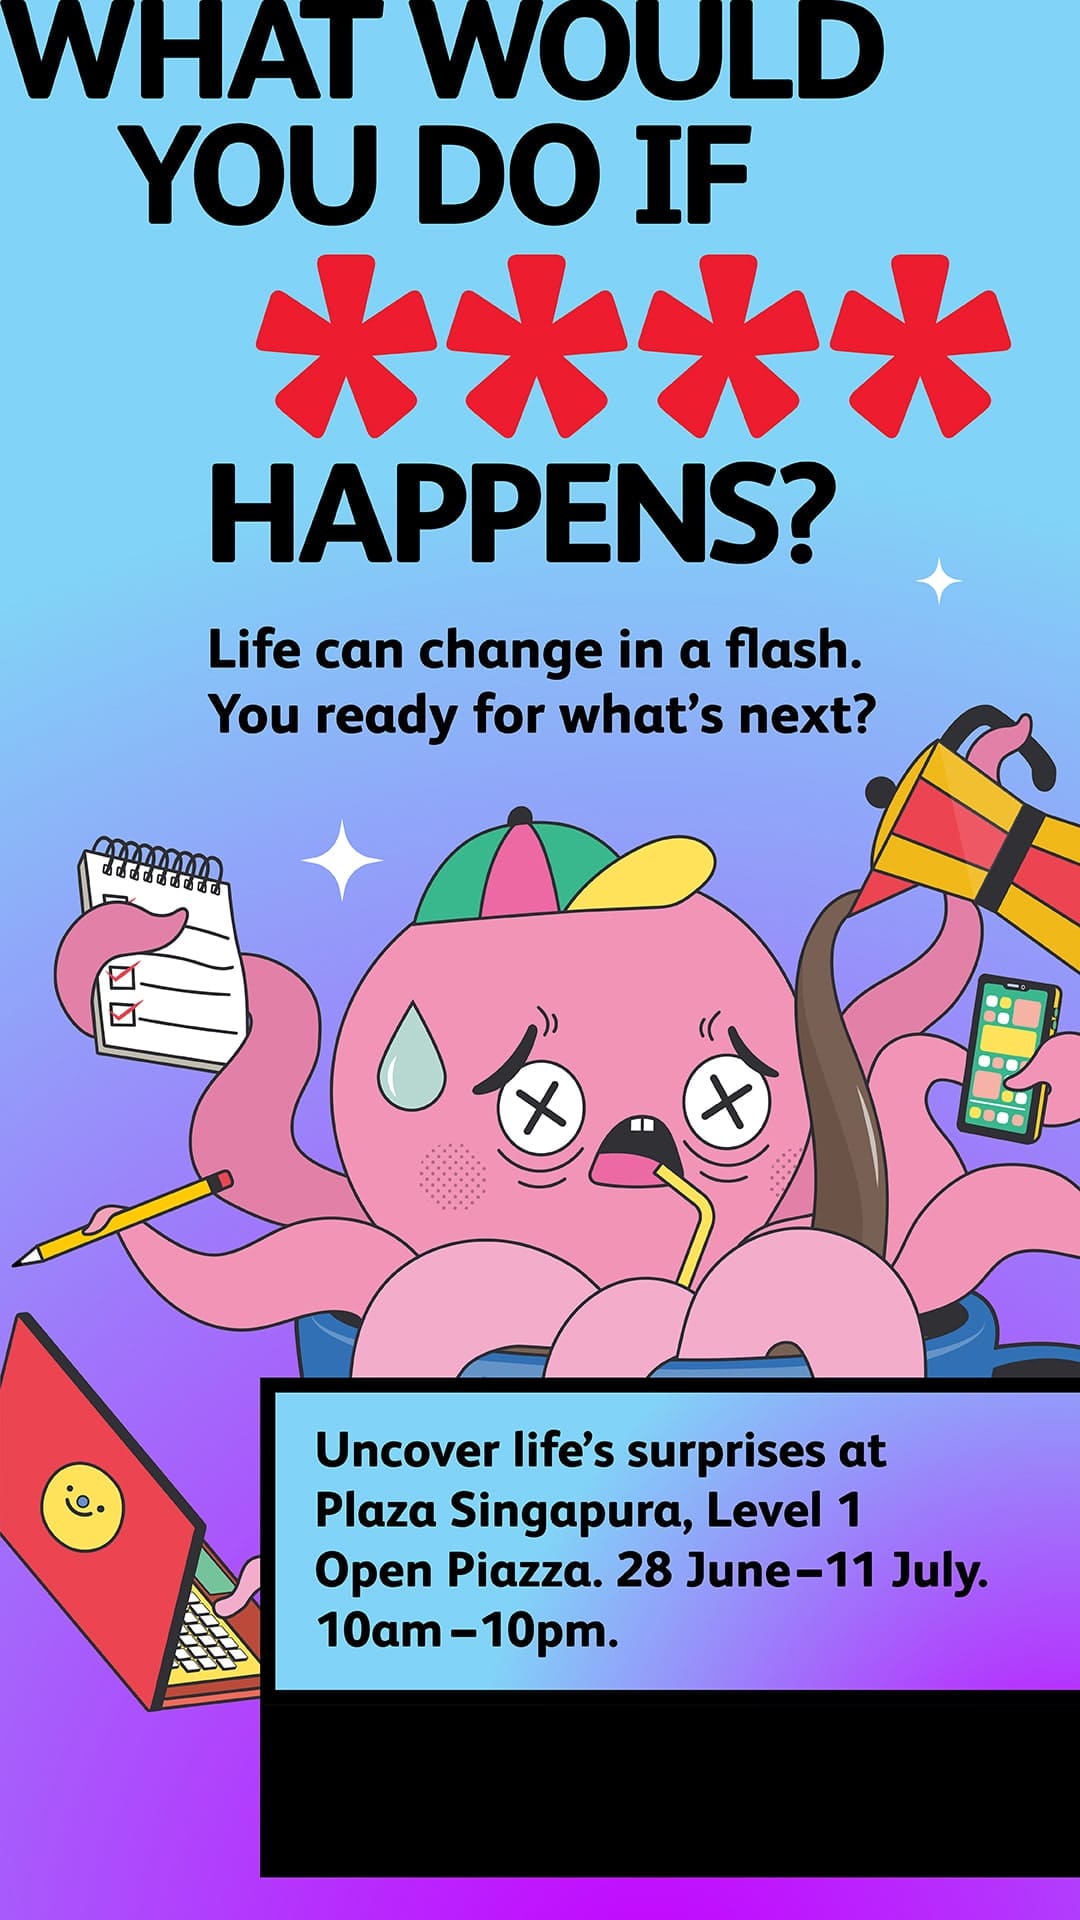 WHAT WOULD
YOU DO IF
****
HAPPENS?
Life can change in a flash.
You ready for what's next?
Uncover life's surprises at
Plaza Singapura, Level 1
Open Piazza. 28 June–11 July.
10am–10pm.